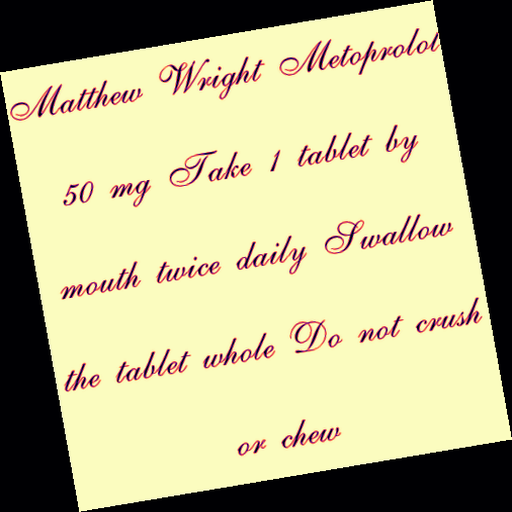 Matthew Wright Metoprolol
50 mg Take 1 tablet by
mouth twice daily Swallow
the tablet whole Do not crush
or chew